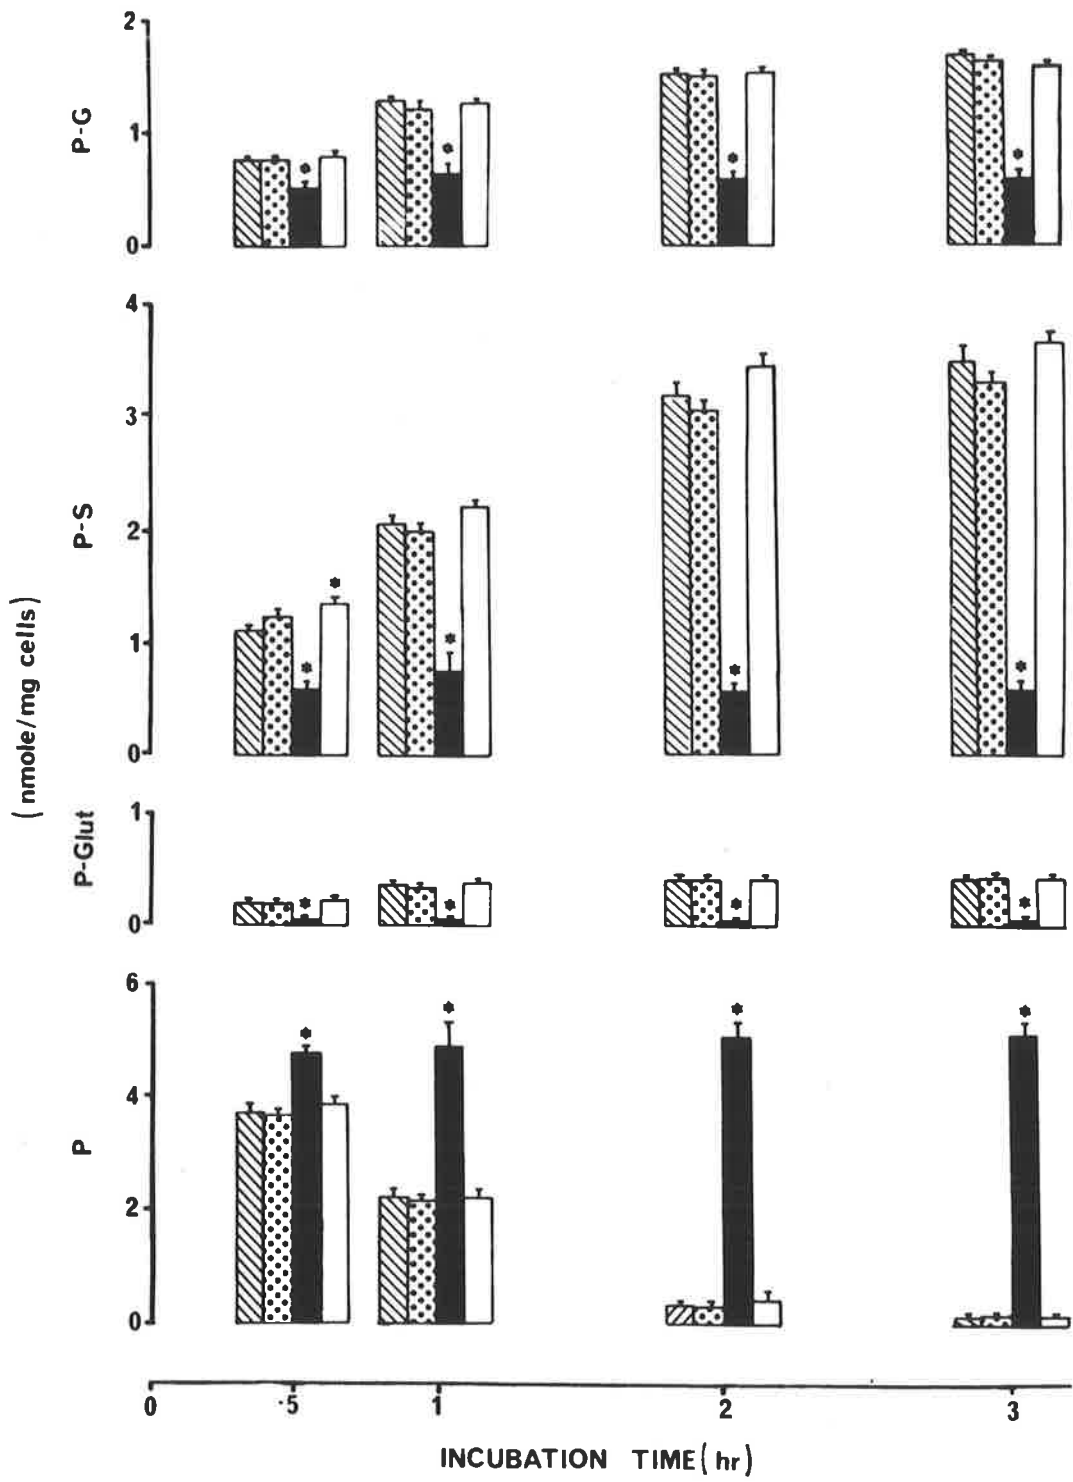 2
P-G
1
0
4
3
P-S
2
1
0
(nmole/mg cells)
1
P-Glut
0
6
4
P
2
0
* * * *
* * * * *
* * * *
* * * *
0 ·5 1 2 3
INCUBATION TIME (hr)